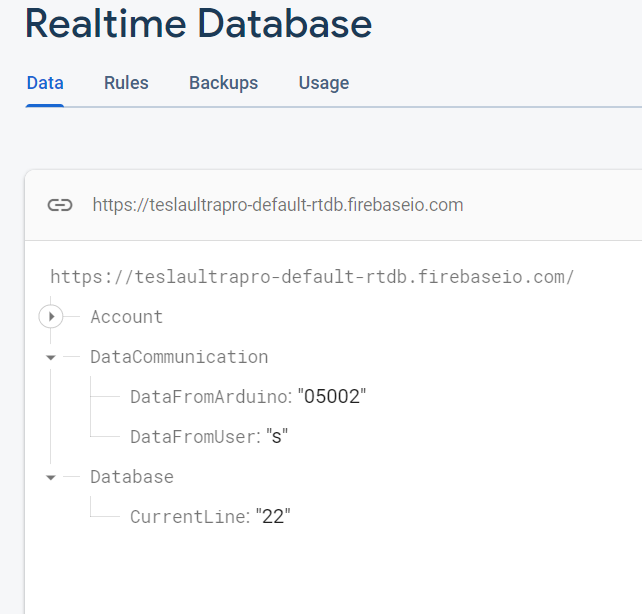 Realtime Database
Data Rules Backups Usage
https://teslaultrapro-default-rtdb.firebaseio.com
https://teslaultrapro-default-rtdb.firebaseio.com/
Account
DataCommunication
DataFromArduino: "05002"
DataFromUser: "s"
Database
CurrentLine: "22"